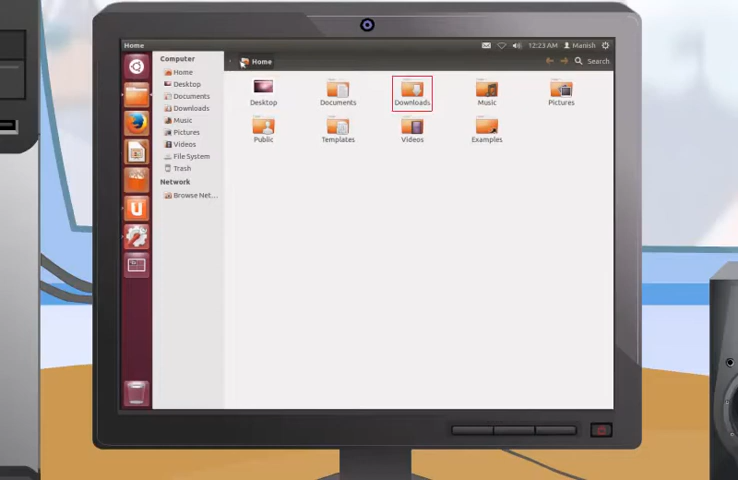 Home
12:23 AM Manish
Computer
Home
Desktop
Documents
Downloads
Music
Pictures
Videos
File System
Trash
Network
Browse Net...
Home
Search
Desktop Documents Downloads Music Pictures
Public Templates Videos Examples